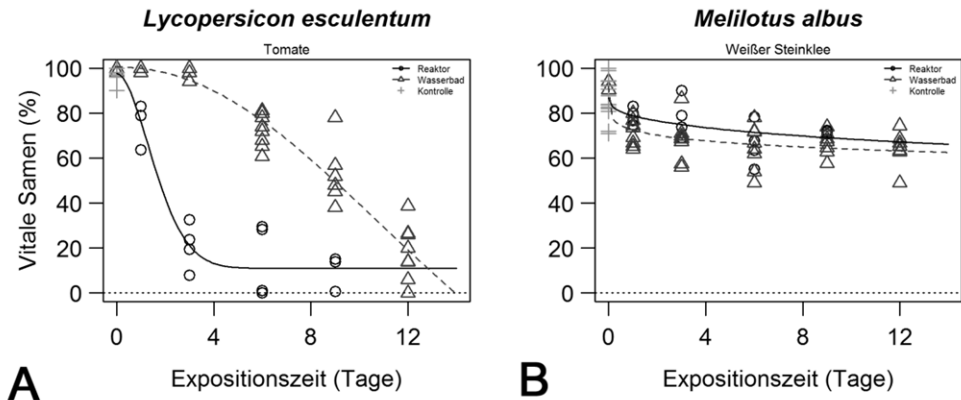 Lycopersicon esculentum
Tomate
Reaktor
Wasserbad
Kontrolle
100
80
60
40
20
0
Vitale Samen (%)
0 4 8 12
Expositionszeit (Tage)
A
Melilotus albus
Weißer Steinklee
Reaktor
Wasserbad
Kontrolle
100
80
60
40
20
0
0 4 8 12
Expositionszeit (Tage)
B